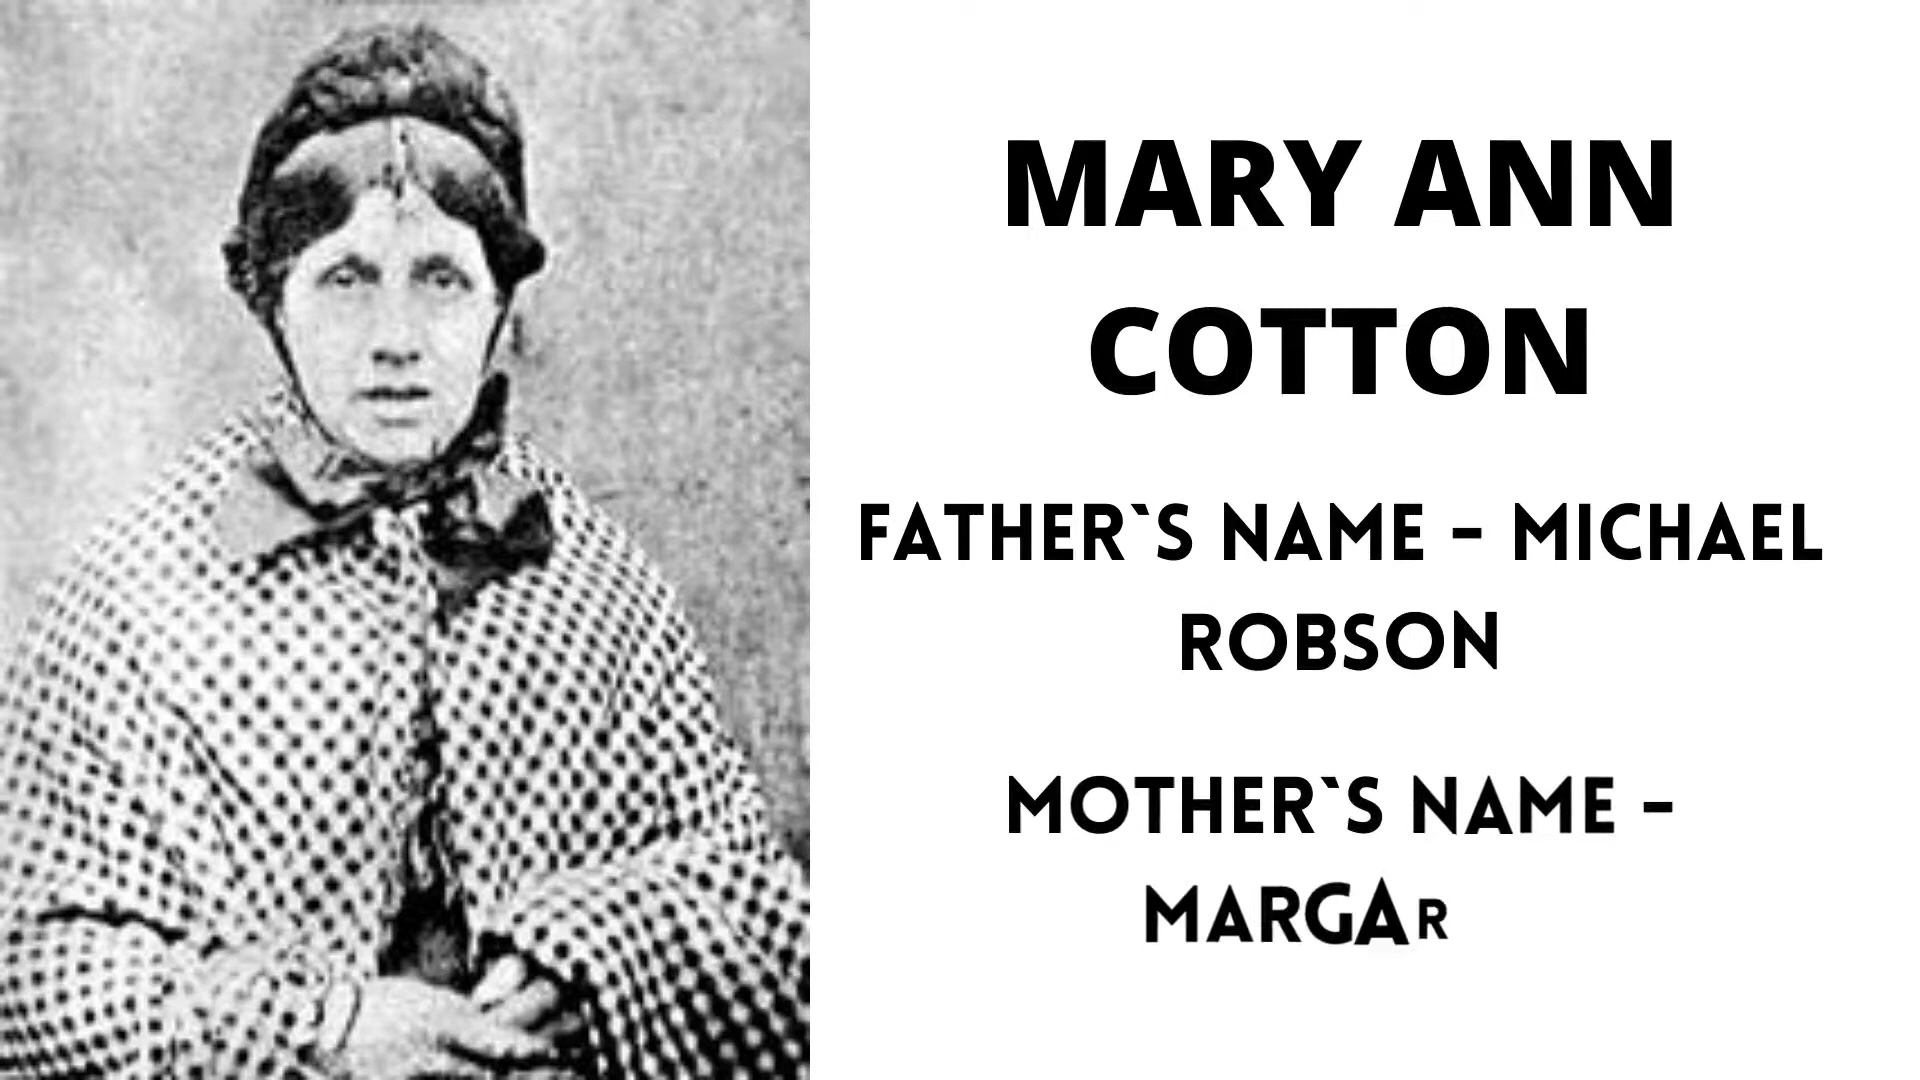 MARY ANN
COTTON
FATHER`S NAME - MICHAEL
ROBSON
MOTHER`S NAME -
MARGAR